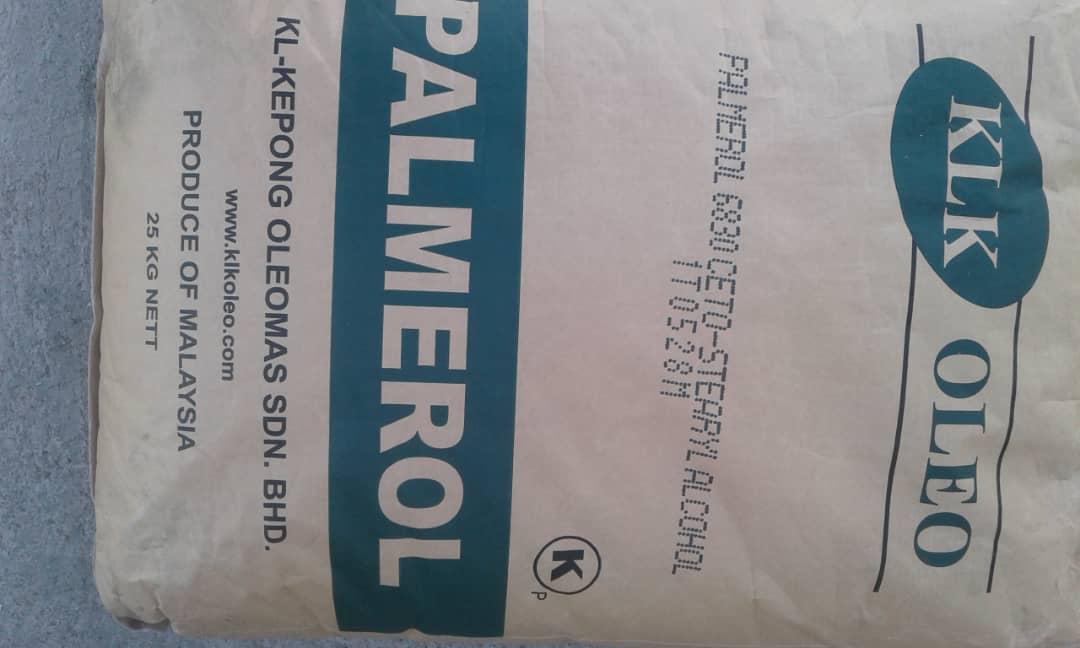 KLK OLEO
PALMEROL 6830 CETO-STEARYL ALCOHOL
1T0528M
K
P
PALMEROL
KL-KEPONG OLEOMAS SDN. BHD.
www.klkoleo.com
PRODUCE OF MALAYSIA
25 KG NETT